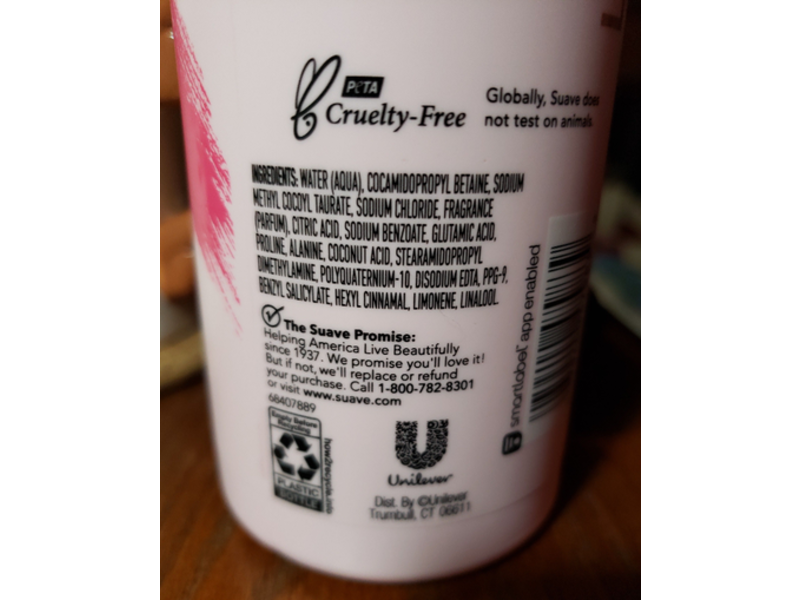 PETA
Cruelty-Free
Globally, Suave does
not test on animals.
INGREDIENTS: WATER (AQUA), COCAMIDOPROPYL BETAINE, SODIUM
METHYL COCOYL TAURATE, SODIUM CHLORIDE, FRAGRANCE
(PARFUM), CITRIC ACID, SODIUM BENZOATE, GLUTAMIC ACID,
PROLINE, ALANINE, COCONUT ACID, STEARAMIDOPROPYL
DIMETHYLAMINE, POLYQUATERNIUM-10, DISODIUM EDTA, PPG-9,
BENZYL SALICYLATE, HEXYL CINNAMAL, LIMONENE, LINALOOL.
The Suave Promise:
Helping America Live Beautifully
since 1937. We promise you'll love it!
But if not, we'll replace or refund
your purchase. Call 1-800-782-8301
or visit www.suave.com
68407889
Empty Before
Recycling
PLASTIC
BOTTLE
how2recycle.info
Unilever
Dist. By ©Unilever
Trumbull, CT 06611
smartlabel™ app enabled